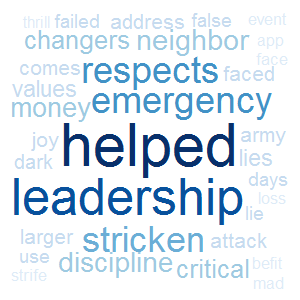 thrill failed address false event
changers neighbor app
comes respects faced face
values
money emergency
joy helped army
dark lies
leadership days
loss
lie
larger stricken attack
use discipline critical befit
strife mad